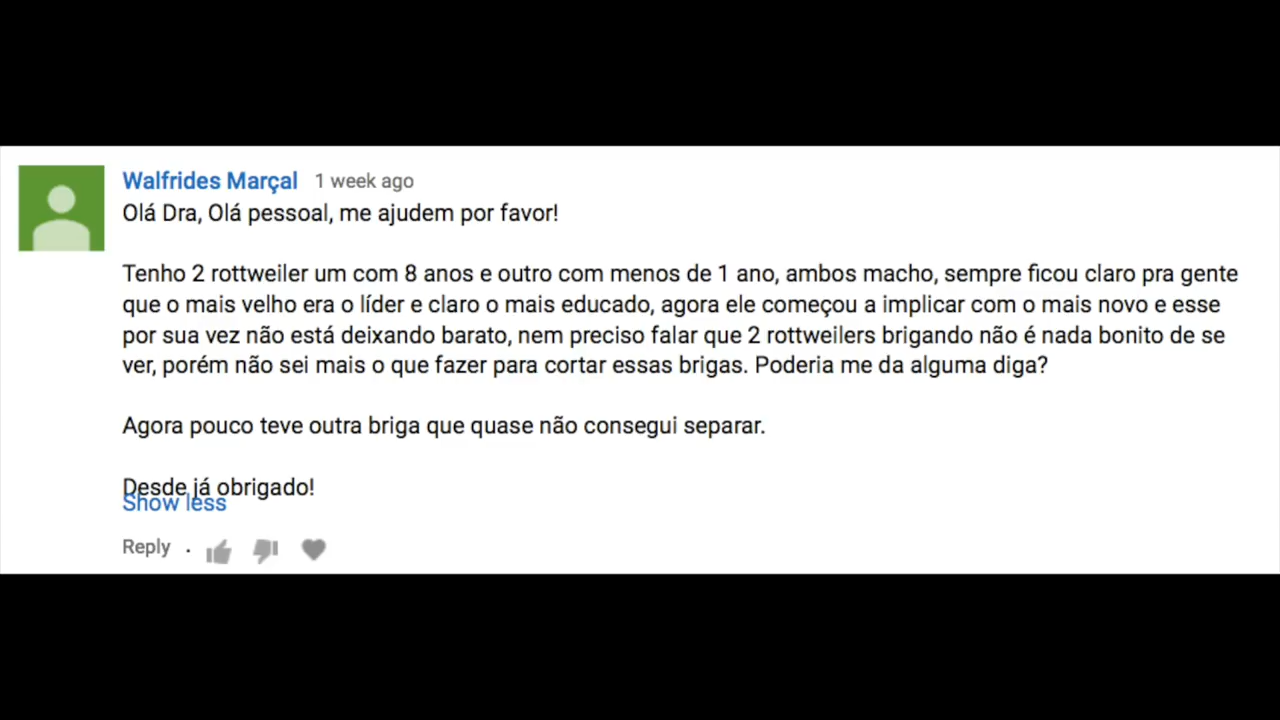 Walfrides Marçal 1 week ago
Olá Dra, Olá pessoal, me ajudem por favor!
Tenho 2 rottweiler um com 8 anos e outro com menos de 1 ano, ambos macho, sempre ficou claro pra gente
que o mais velho era o líder e claro o mais educado, agora ele começou a implicar com o mais novo e esse
por sua vez não está deixando barato, nem preciso falar que 2 rottweilers brigando não é nada bonito de se
ver, porém não sei mais o que fazer para cortar essas brigas. Poderia me da alguma diga?
Agora pouco teve outra briga que quase não consegui separar.
Desde já obrigado!
Show less
Reply ·